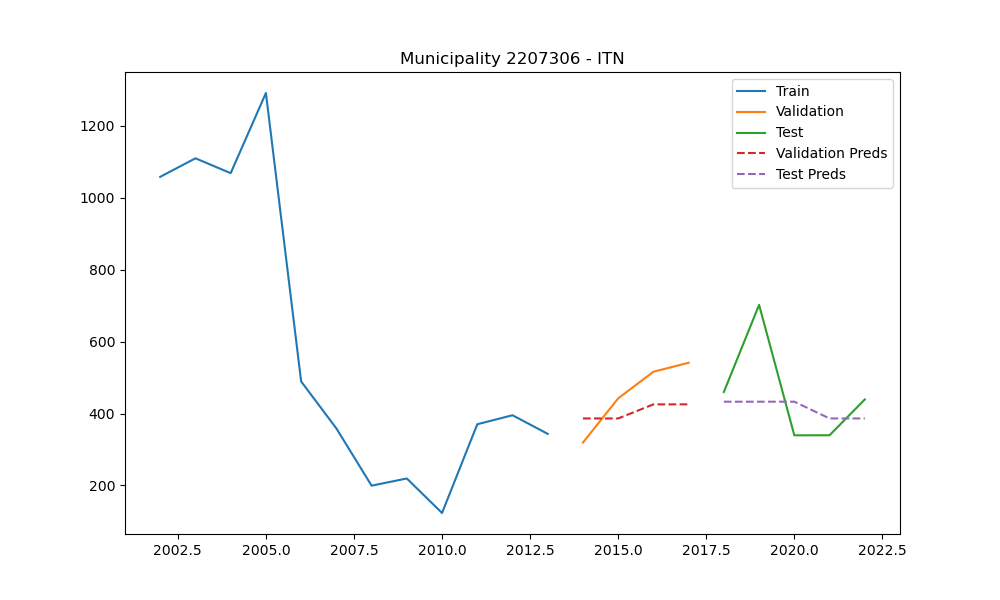 Municipality 2207306 - ITN
Train
Validation
Test
Validation Preds
Test Preds
1200
1000
800
600
400
200
2002.5 2005.0 2007.5 2010.0 2012.5 2015.0 2017.5 2020.0 2022.5